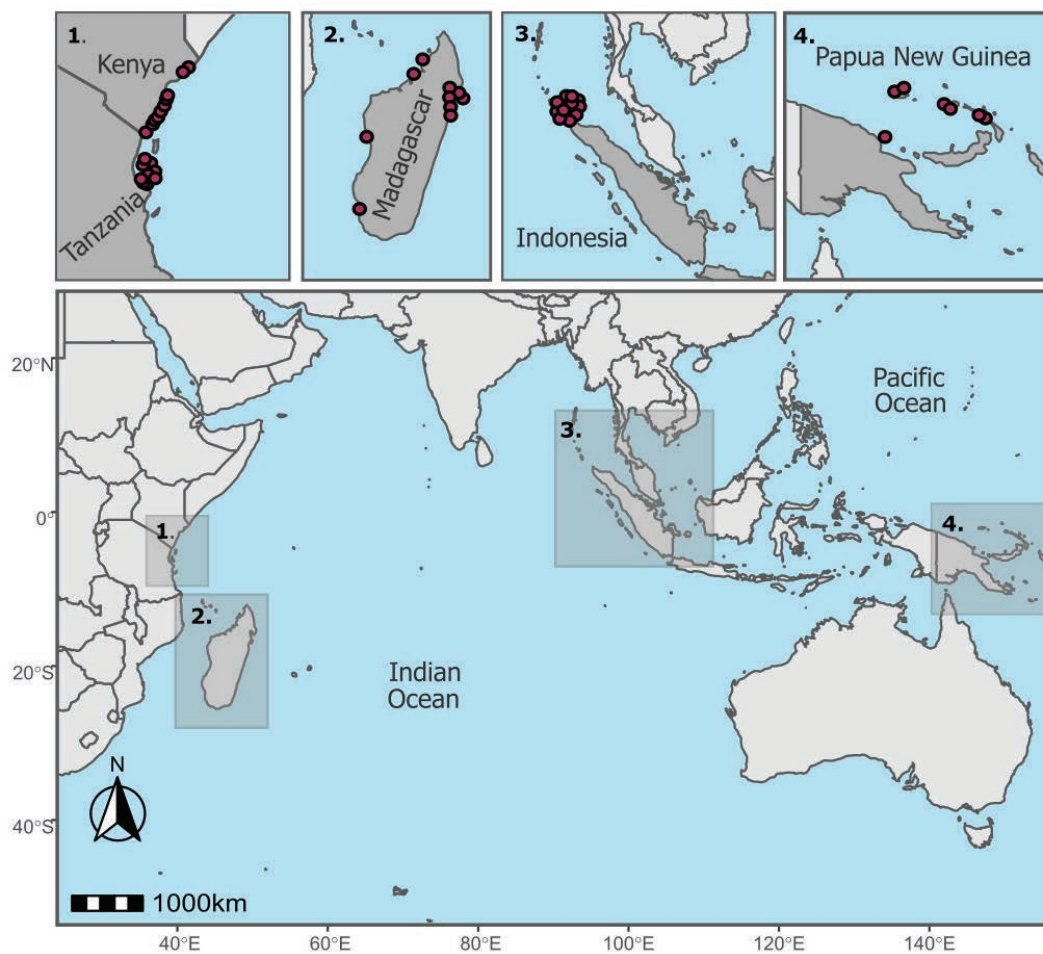 1.
Kenya
Tanzania
2.
Madagascar
3.
Indonesia
4.
Papua New Guinea
20°N
0°
20°S
40°S
Pacific
Ocean
3.
1.
4.
2.
Indian
Ocean
N
1000km
40°E
60°E
80°E
100°E
120°E
140°E